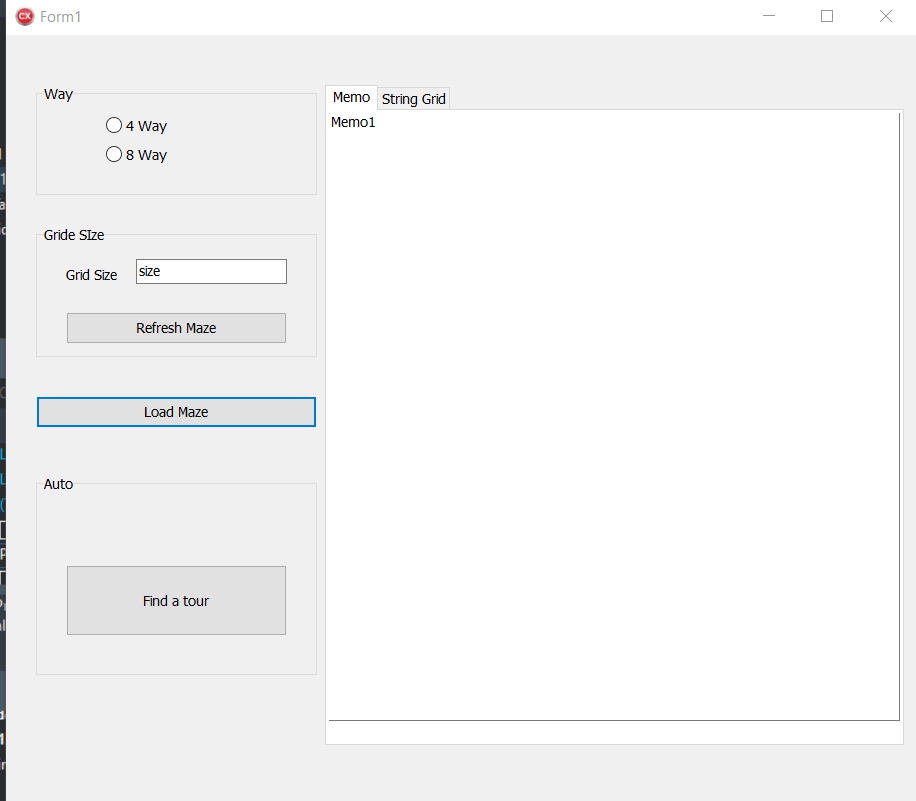 CX Form1
Way
4 Way
8 Way
Gride SIze
Grid Size size
Refresh Maze
Load Maze
Auto
Find a tour
Memo String Grid
Memo1